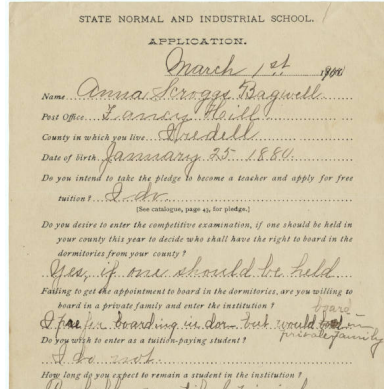 STATE NORMAL AND INDUSTRIAL SCHOOL.
APPLICATION.
March 1st 1900
Name Anna Scroggs Bagwell
Post Office Fancy Hill
County in which you live Iredell
Date of birth January 25 1880
Do you intend to take the pledge to become a teacher and apply for free
tuition? I do
[See catalogue, page 45, for pledge.]
Do you desire to enter the competitive examination, if one should be held in
your county this year to decide who shall have the right to board in the
dormitories from your county?
Yes, if one should be held
Failing to get the appointment to board in the dormitories, are you willing to
board in a private family and enter the institution?
I prefer boarding in dor- but would board in
private family
Do you wish to enter as a tuition-paying student?
I do not
How long do you expect to remain a student in the institution?